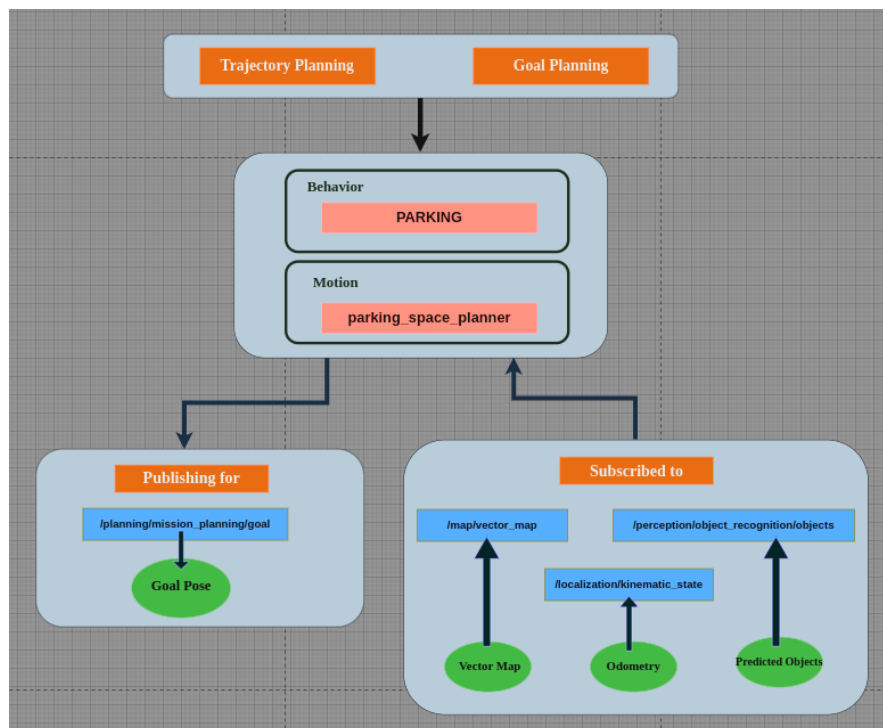 Trajectory Planning
Goal Planning
Behavior
PARKING
Motion
parking_space_planner
Publishing for
/planning/mission_planning/goal
Goal Pose
Subscribed to
/map/vector_map
/perception/object_recognition/objects
/localization/kinematic_state
Vector Map
Odometry
Predicted Objects